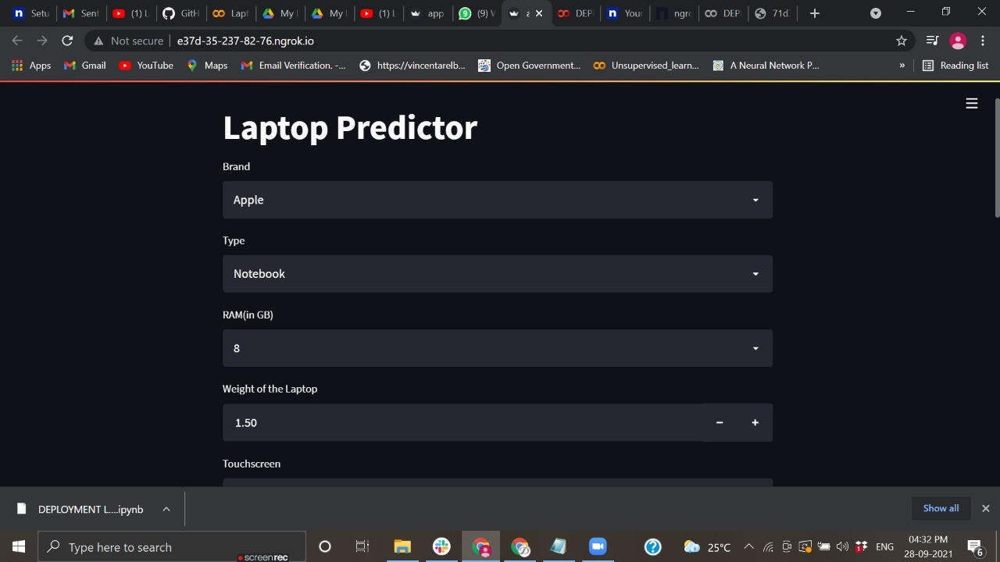 Setu
Sent
(1) L
GitH
Lapt
My
My
(1) L
app
(9) W
a
DEPl
Your
ngro
DEP
71d
Not secure
e37d-35-237-82-76.ngrok.io
Apps
Gmail
YouTube
Maps
Email Verification. -...
https://vincentarelb...
Open Government...
Unsupervised_learn...
A Neural Network P...
»
Reading list
Laptop Predictor
Brand
Apple
Type
Notebook
RAM(in GB)
8
Weight of the Laptop
1.50
Touchscreen
DEPLOYMENT L....ipynb
Show all
Type here to search
screenrec
25°C
ENG
04:32 PM
28-09-2021
6